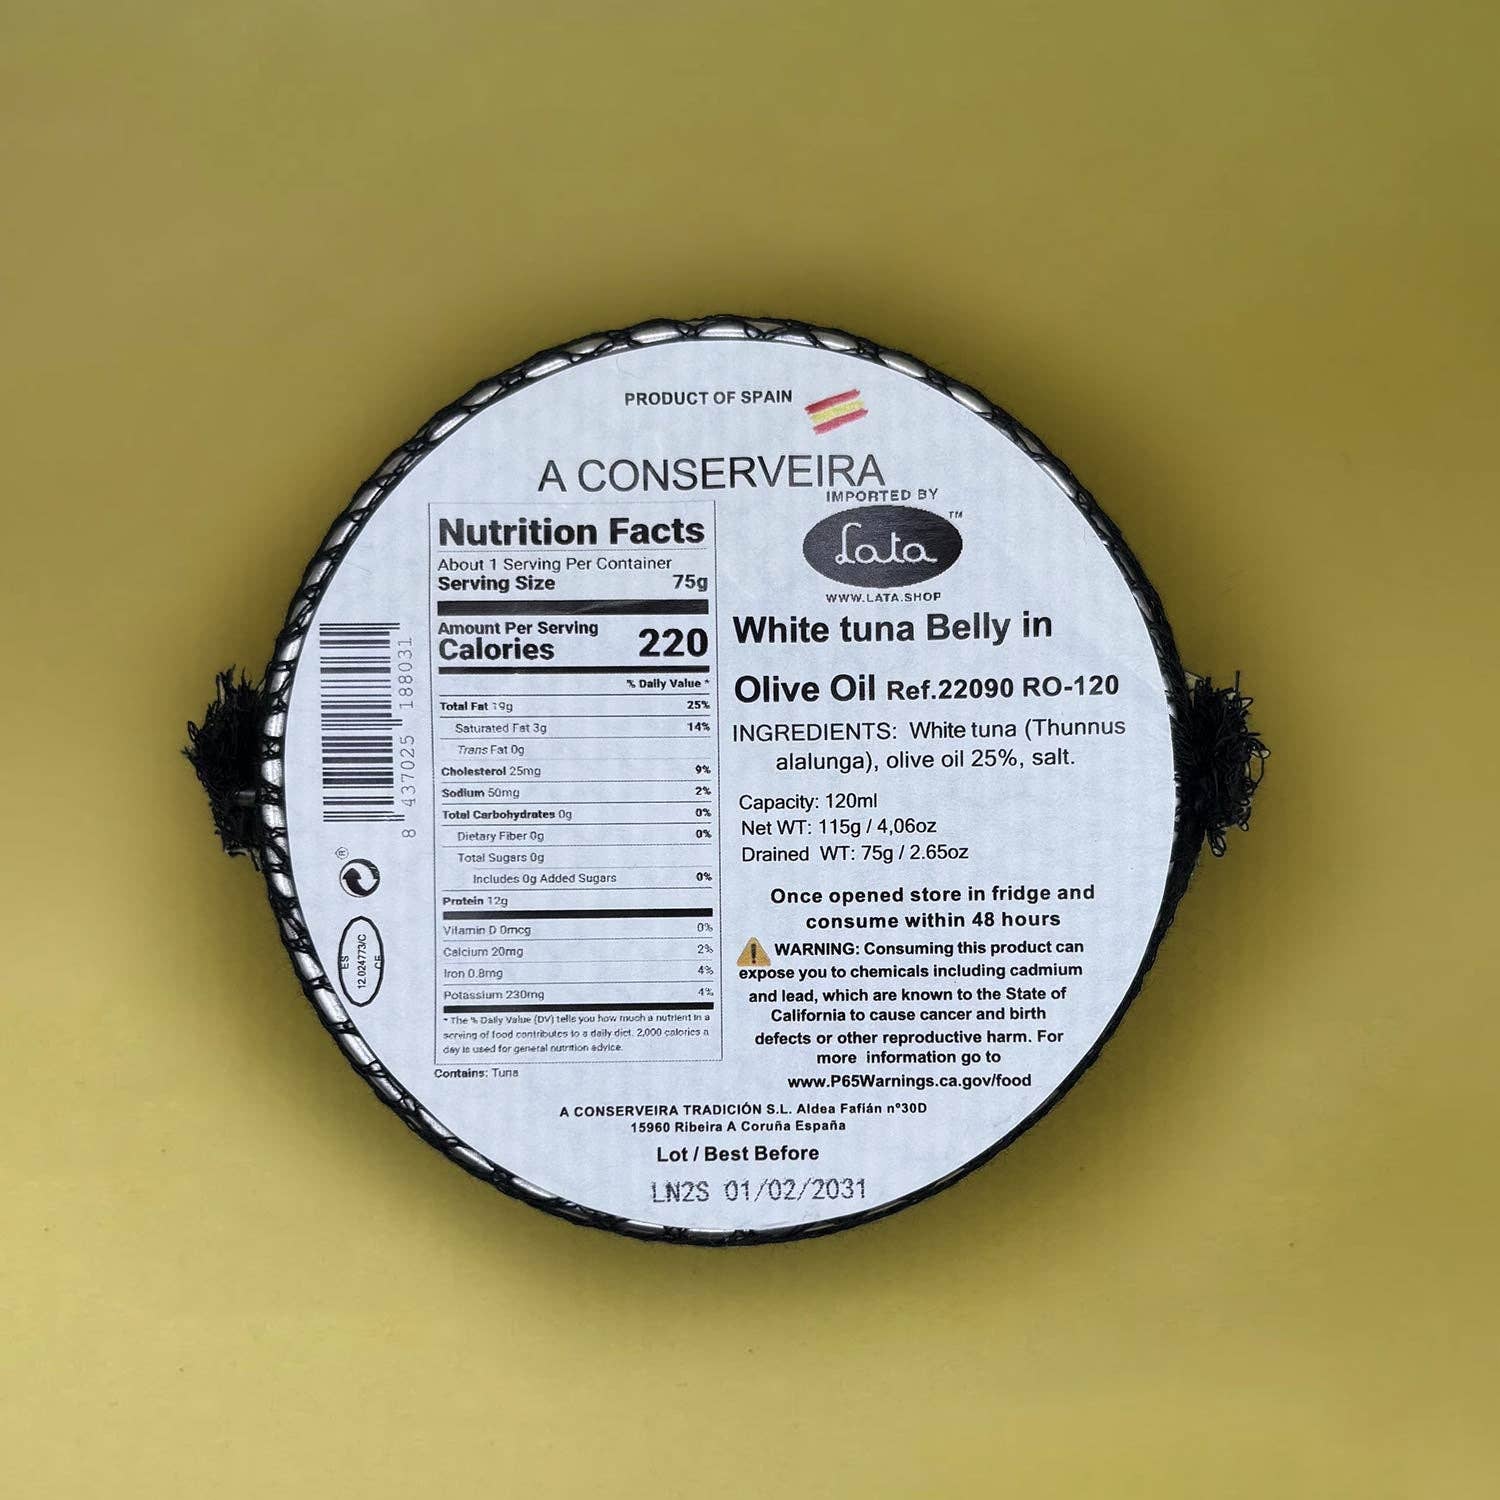 PRODUCT OF SPAIN
A CONSERVEIRA
IMPORTED BY
Lata
TM
WWW.LATA.SHOP
Nutrition Facts
About 1 Serving Per Container
Serving Size 75g
Amount Per Serving
Calories 220
% Daily Value *
Total Fat 19g 25%
Saturated Fat 3g 14%
Trans Fat 0g
Cholesterol 25mg 9%
Sodium 50mg 2%
Total Carbohydrates 0g 0%
Dietary Fiber 0g 0%
Total Sugars 0g
Includes 0g Added Sugars 0%
Protein 12g
Vitamin D 0mcg 0%
Calcium 20mg 2%
Iron 0.8mg 4%
Potassium 230mg 4%
* The % Daily Value (DV) tells you how much a nutrient in a
serving of food contributes to a daily diet. 2,000 calories a
day is used for general nutrition advice.
Contains: Tuna
White tuna Belly in
Olive Oil Ref.22090 RO-120
INGREDIENTS: White tuna (Thunnus
alalunga), olive oil 25%, salt.
Capacity: 120ml
Net WT: 115g / 4,06oz
Drained WT: 75g / 2.65oz
Once opened store in fridge and
consume within 48 hours
WARNING: Consuming this product can
expose you to chemicals including cadmium
and lead, which are known to the State of
California to cause cancer and birth
defects or other reproductive harm. For
more information go to
www.P65Warnings.ca.gov/food
A CONSERVEIRA TRADICIÓN S.L. Aldea Fafián nº30D
15960 Ribeira A Coruña España
Lot / Best Before
LN2S 01/02/2031
8 437025 188031
®
ES
12.024773/C
CE